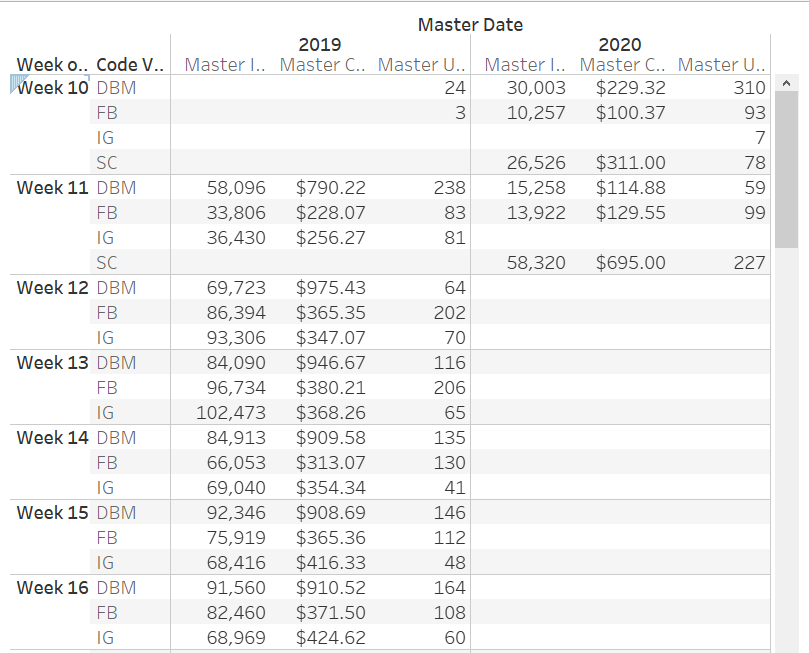 Master Date
2019 2020
Week o.. Code V.. Master I.. Master C.. Master U.. Master I.. Master C.. Master U..
Week 10 DBM 24 30,003 $229.32 310
FB 3 10,257 $100.37 93
IG 7
SC 26,526 $311.00 78
Week 11 DBM 58,096 $790.22 238 15,258 $114.88 59
FB 33,806 $228.07 83 13,922 $129.55 99
IG 36,430 $256.27 81
SC 58,320 $695.00 227
Week 12 DBM 69,723 $975.43 64
FB 86,394 $365.35 202
IG 93,306 $347.07 70
Week 13 DBM 84,090 $946.67 116
FB 96,734 $380.21 206
IG 102,473 $368.26 65
Week 14 DBM 84,913 $909.58 135
FB 66,053 $313.07 130
IG 69,040 $354.34 41
Week 15 DBM 92,346 $908.69 146
FB 75,919 $365.36 112
IG 68,416 $416.33 48
Week 16 DBM 91,560 $910.52 164
FB 82,460 $371.50 108
IG 68,969 $424.62 60